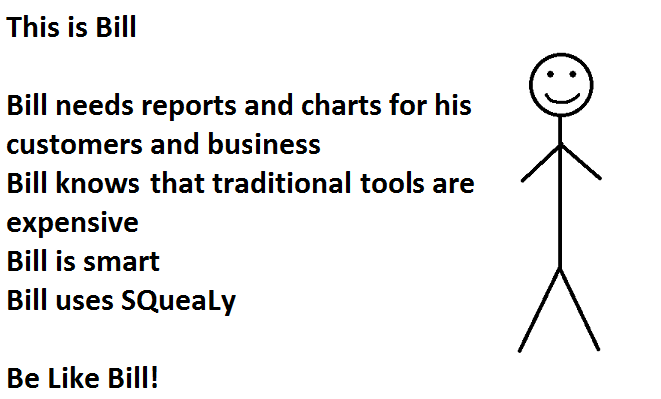 This is Bill
Bill needs reports and charts for his
customers and business
Bill knows that traditional tools are
expensive
Bill is smart
Bill uses SQueaLy
Be Like Bill!